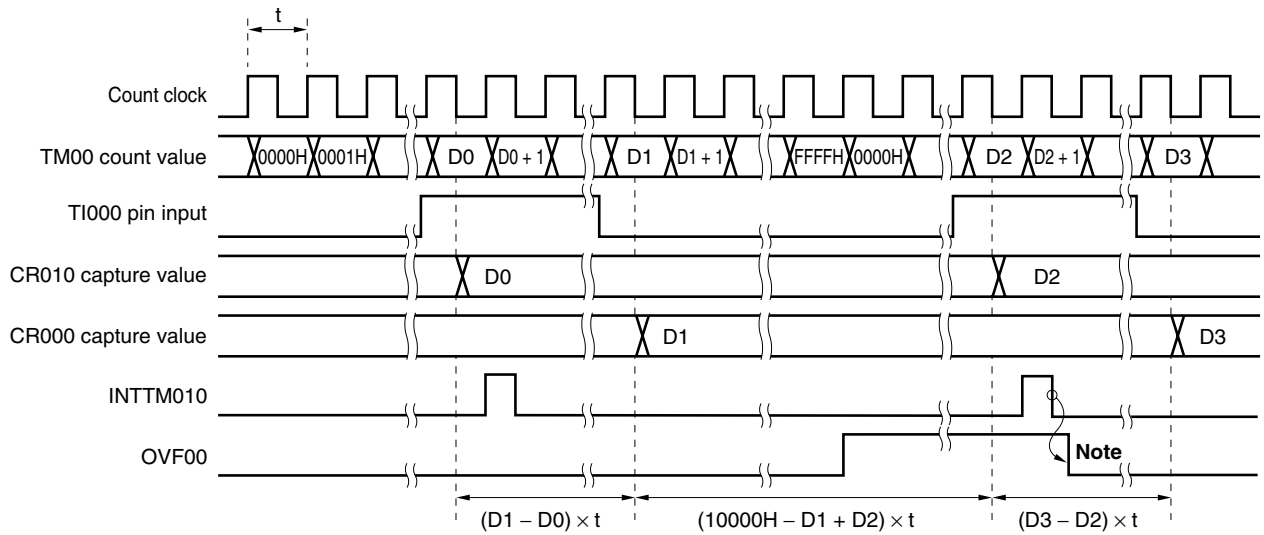 t
Count clock
TM00 count value 0000H 0001H D0 D0 + 1 D1 D1 + 1 FFFFH 0000H D2 D2 + 1 D3
TI000 pin input
CR010 capture value D0 D2
CR000 capture value D1 D3
INTTM010
OVF00 Note
(D1 − D0) × t (10000H − D1 + D2) × t (D3 − D2) × t